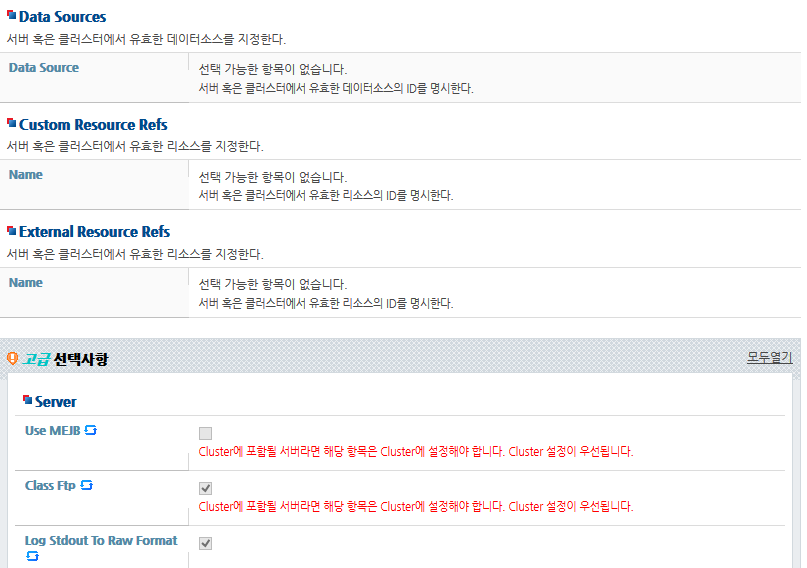 Data Sources
서버 혹은 클러스터에서 유효한 데이터소스를 지정한다.
Data Source
선택 가능한 항목이 없습니다.
서버 혹은 클러스터에서 유효한 데이터소스의 ID를 명시한다.
Custom Resource Refs
서버 혹은 클러스터에서 유효한 리소스를 지정한다.
Name
선택 가능한 항목이 없습니다.
서버 혹은 클러스터에서 유효한 리소스의 ID를 명시한다.
External Resource Refs
서버 혹은 클러스터에서 유효한 리소스를 지정한다.
Name
선택 가능한 항목이 없습니다.
서버 혹은 클러스터에서 유효한 리소스의 ID를 명시한다.
고급 선택사항
모두열기
Server
Use MEJB
Cluster에 포함될 서버라면 해당 항목은 Cluster에 설정해야 합니다. Cluster 설정이 우선됩니다.
Class Ftp
Cluster에 포함될 서버라면 해당 항목은 Cluster에 설정해야 합니다. Cluster 설정이 우선됩니다.
Log Stdout To Raw Format